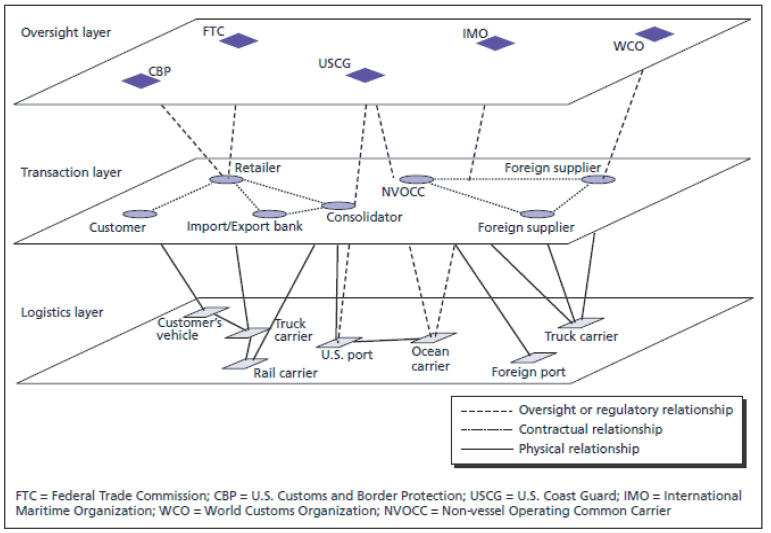 Oversight layer
FTC
IMO
WCO
CBP
USCG
Transaction layer
Retailer
Foreign supplier
NVOCC
Customer
Import/Export bank
Consolidator
Foreign supplier
Logistics layer
Customer's
vehicle
Truck
carrier
Rail carrier
U.S. port
Ocean
carrier
Foreign port
Truck carrier
Oversight or regulatory relationship
Contractual relationship
Physical relationship
FTC = Federal Trade Commission; CBP = U.S. Customs and Border Protection; USCG = U.S. Coast Guard; IMO = International
Maritime Organization; WCO = World Customs Organization; NVOCC = Non-vessel Operating Common Carrier